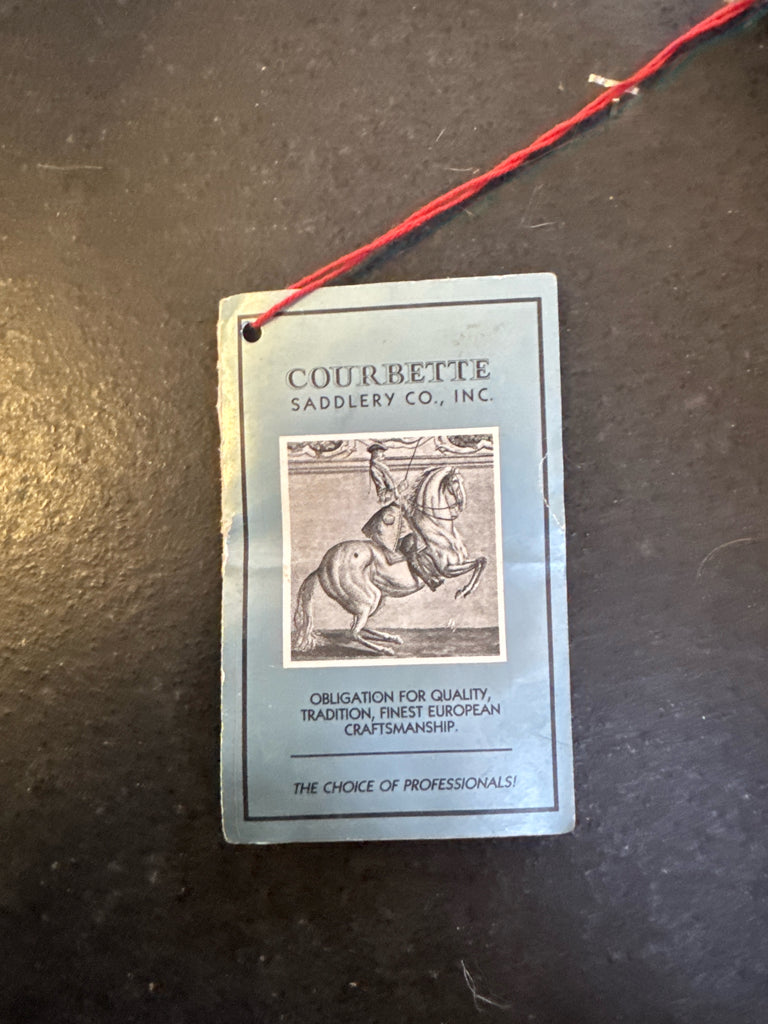 COURBETTE
SADDLERY CO., INC.
OBLIGATION FOR QUALITY,
TRADITION, FINEST EUROPEAN
CRAFTSMANSHIP.
THE CHOICE OF PROFESSIONALS!